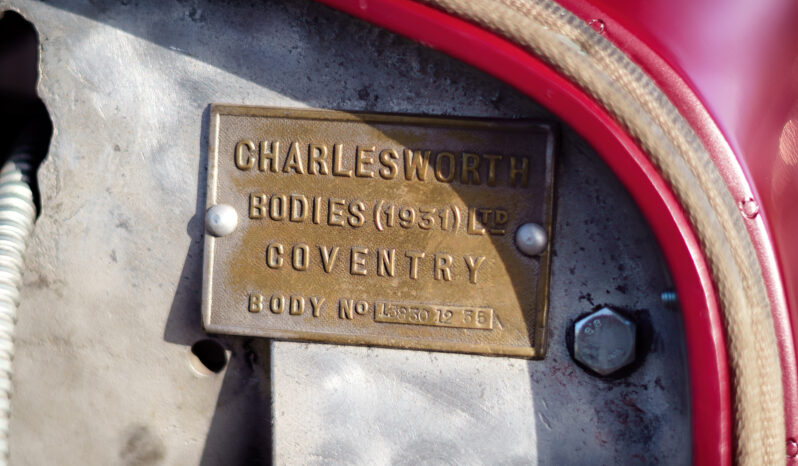 CHARLESWORTH
BODIES (1931) LTD
COVENTRY
BODY NO